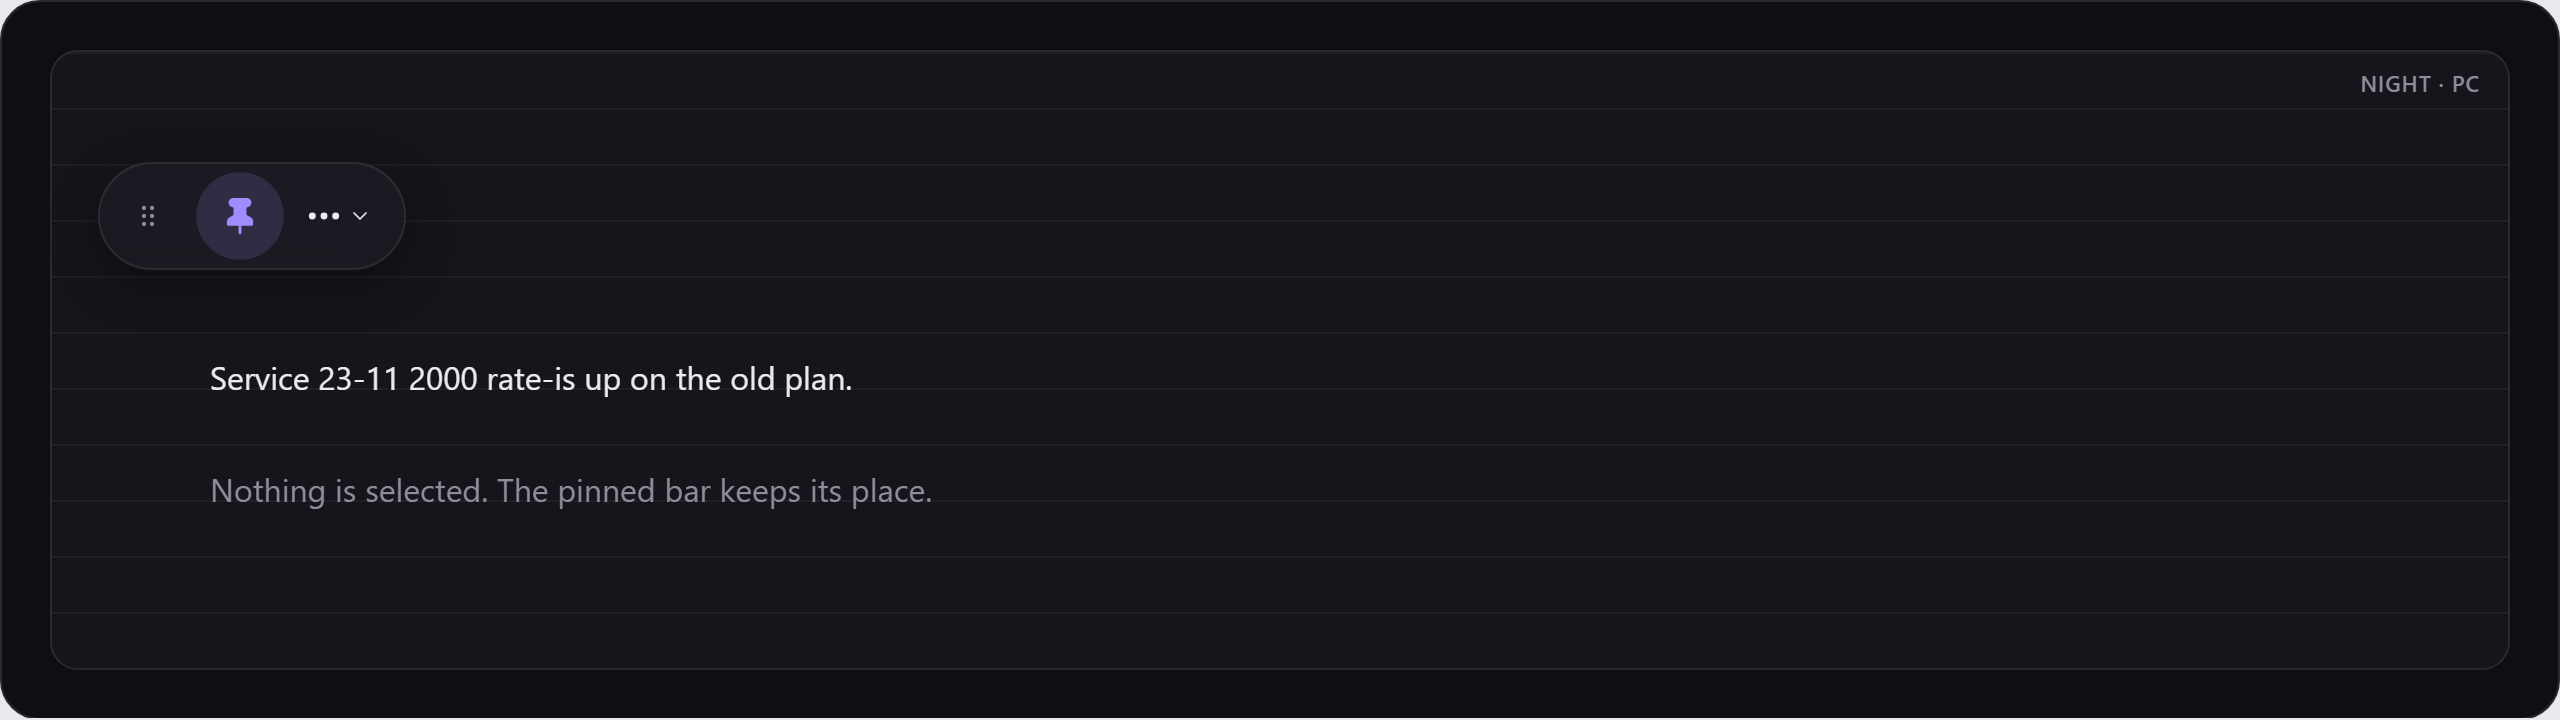 NIGHT · PC
Service 23-11 2000 rate-is up on the old plan.
Nothing is selected. The pinned bar keeps its place.